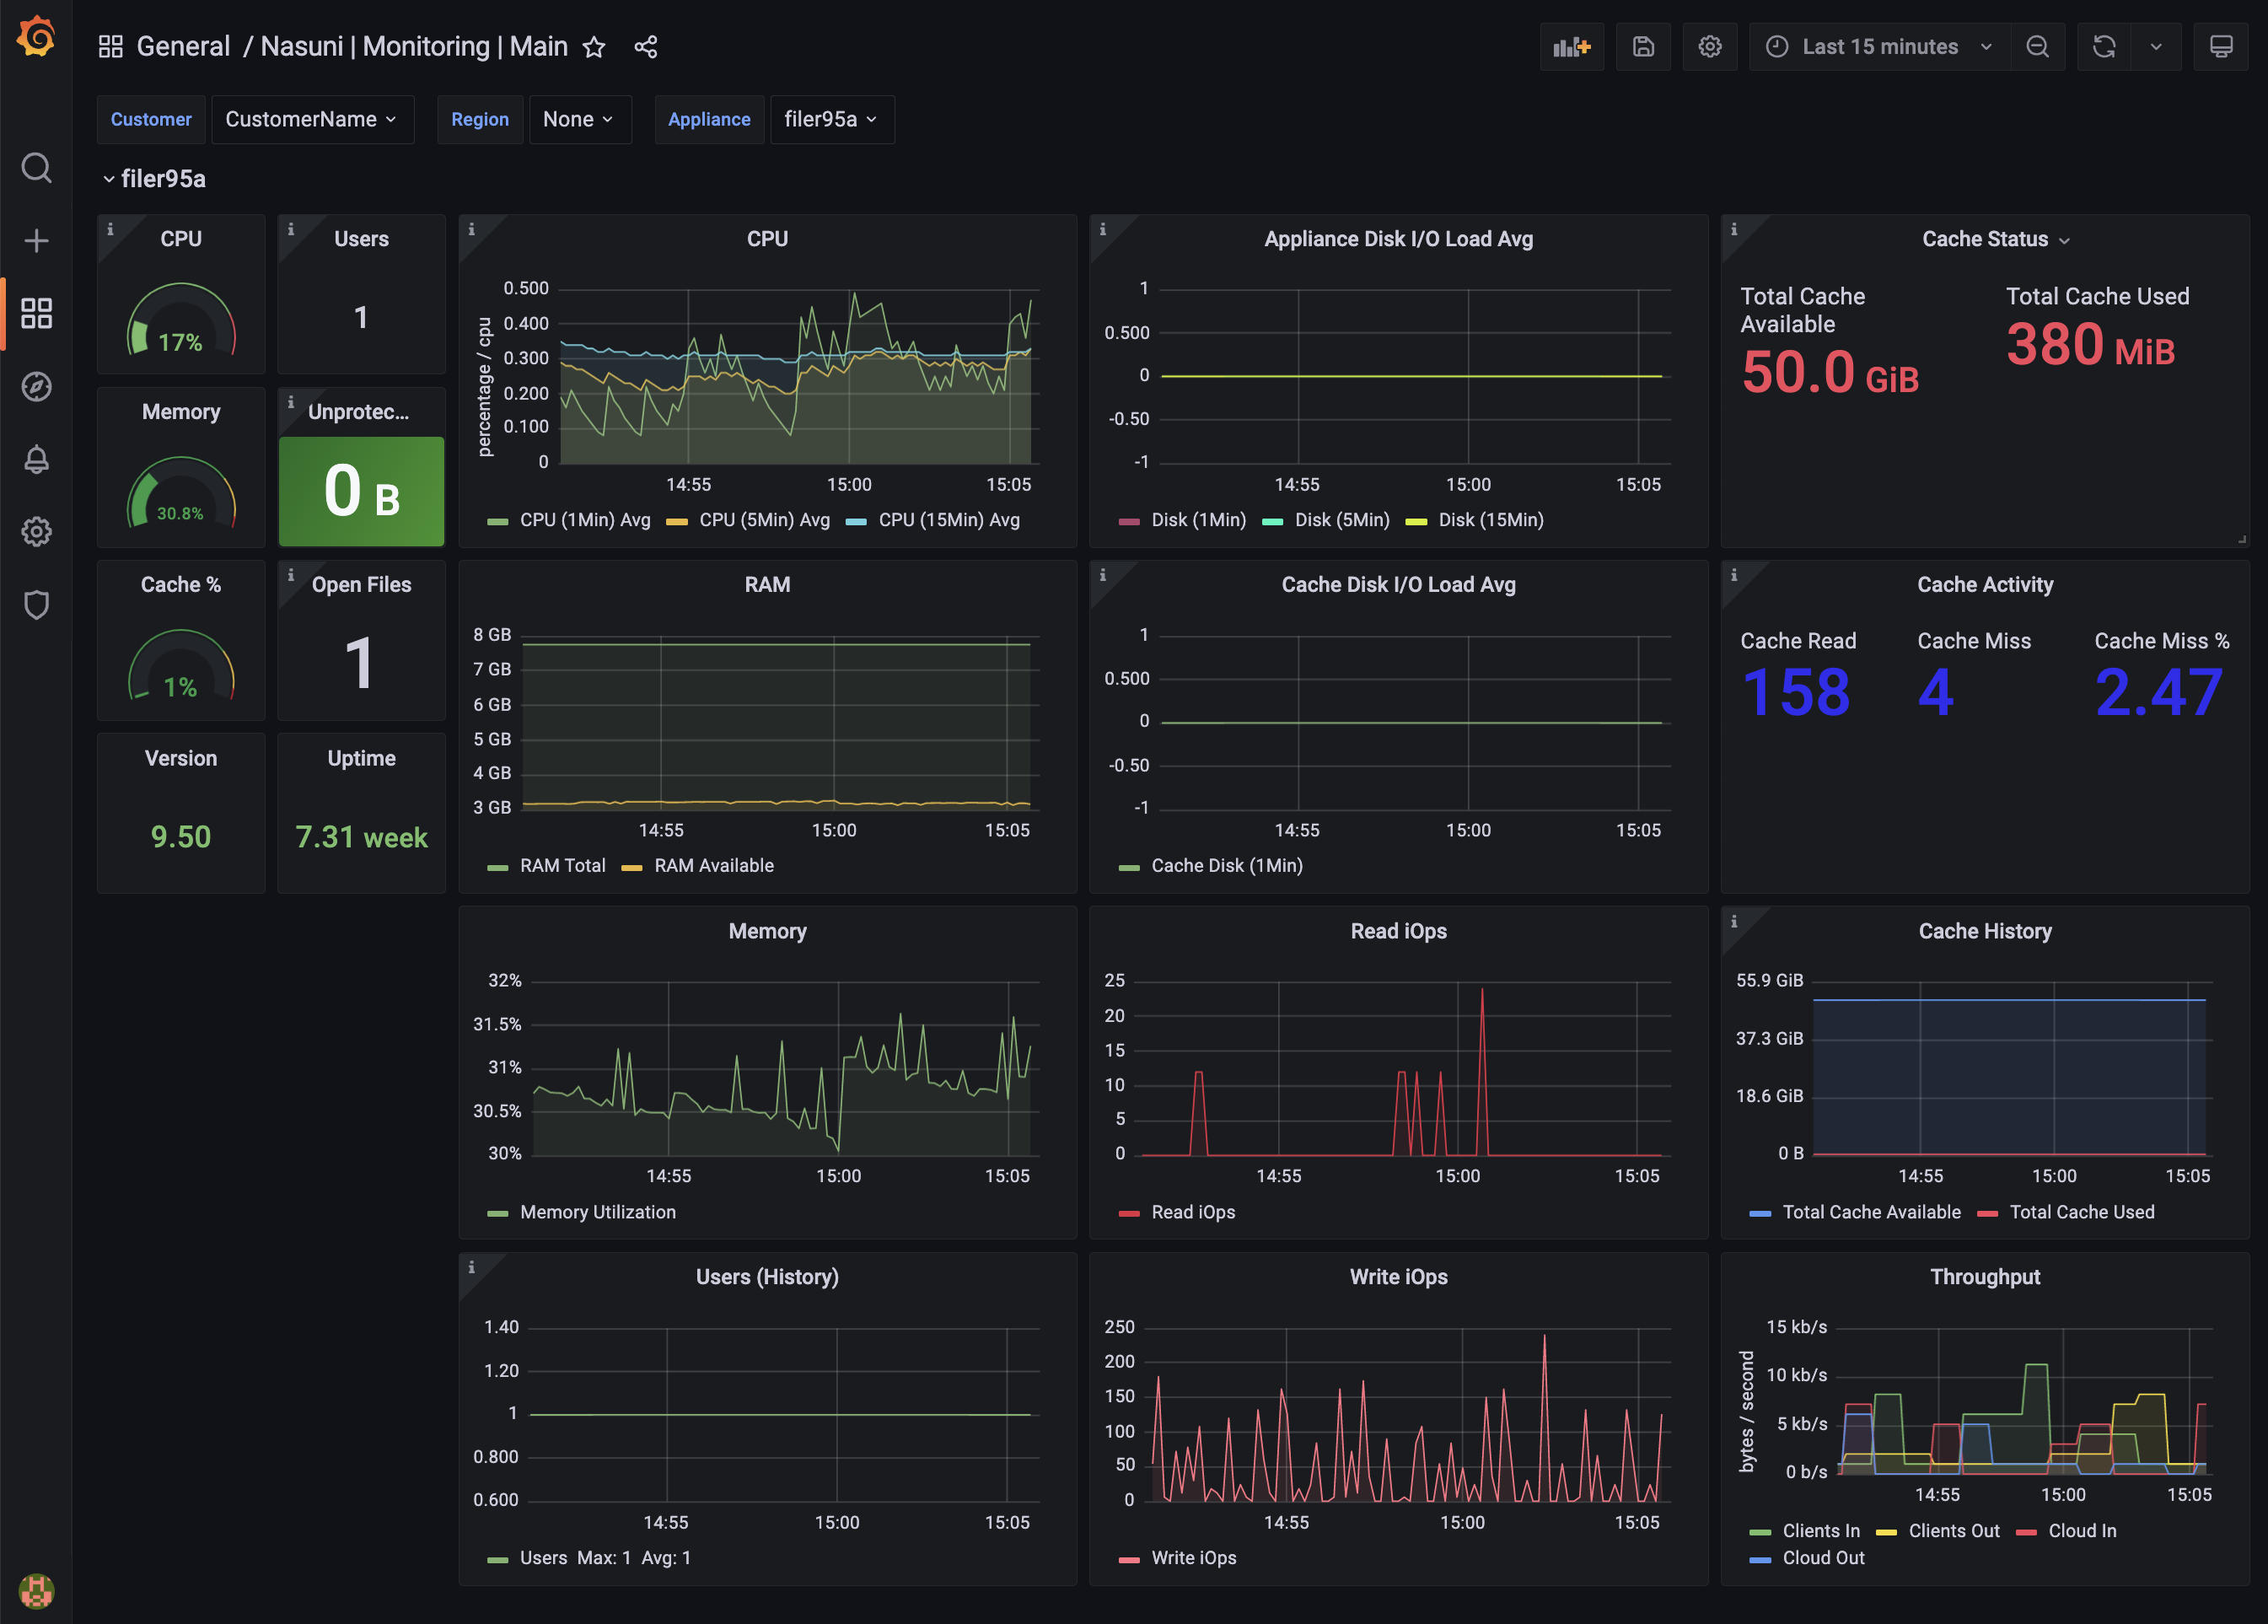 General / Nasuni | Monitoring | Main
Last 15 minutes
Customer CustomerName Region None Appliance filer95a
filer95a
CPU
17%
Users
1
Memory
30.8%
Unprotec...
0 B
Cache %
1%
Open Files
1
Version
9.50
Uptime
7.31 week
CPU
percentage / cpu
0.500
0.400
0.300
0.200
0.100
0
14:55 15:00 15:05
CPU (1Min) Avg CPU (5Min) Avg CPU (15Min) Avg
Appliance Disk I/O Load Avg
1
0.500
0
-0.50
-1
14:55 15:00 15:05
Disk (1Min) Disk (5Min) Disk (15Min)
Cache Status
Total Cache Available
50.0 GiB
Total Cache Used
380 MiB
RAM
8 GB
7 GB
6 GB
5 GB
4 GB
3 GB
14:55 15:00 15:05
RAM Total RAM Available
Cache Disk I/O Load Avg
1
0.500
0
-0.50
-1
14:55 15:00 15:05
Cache Disk (1Min)
Cache Activity
Cache Read Cache Miss Cache Miss %
158 4 2.47
Memory
32%
31.5%
31%
30.5%
30%
14:55 15:00 15:05
Memory Utilization
Read iOps
25
20
15
10
5
0
14:55 15:00 15:05
Read iOps
Cache History
55.9 GiB
37.3 GiB
18.6 GiB
0 B
14:55 15:00 15:05
Total Cache Available Total Cache Used
Users (History)
1.40
1.20
1
0.800
0.600
14:55 15:00 15:05
Users Max: 1 Avg: 1
Write iOps
250
200
150
100
50
0
14:55 15:00 15:05
Write iOps
Throughput
bytes / second
15 kb/s
10 kb/s
5 kb/s
0 b/s
14:55 15:00 15:05
Clients In Clients Out Cloud In
Cloud Out